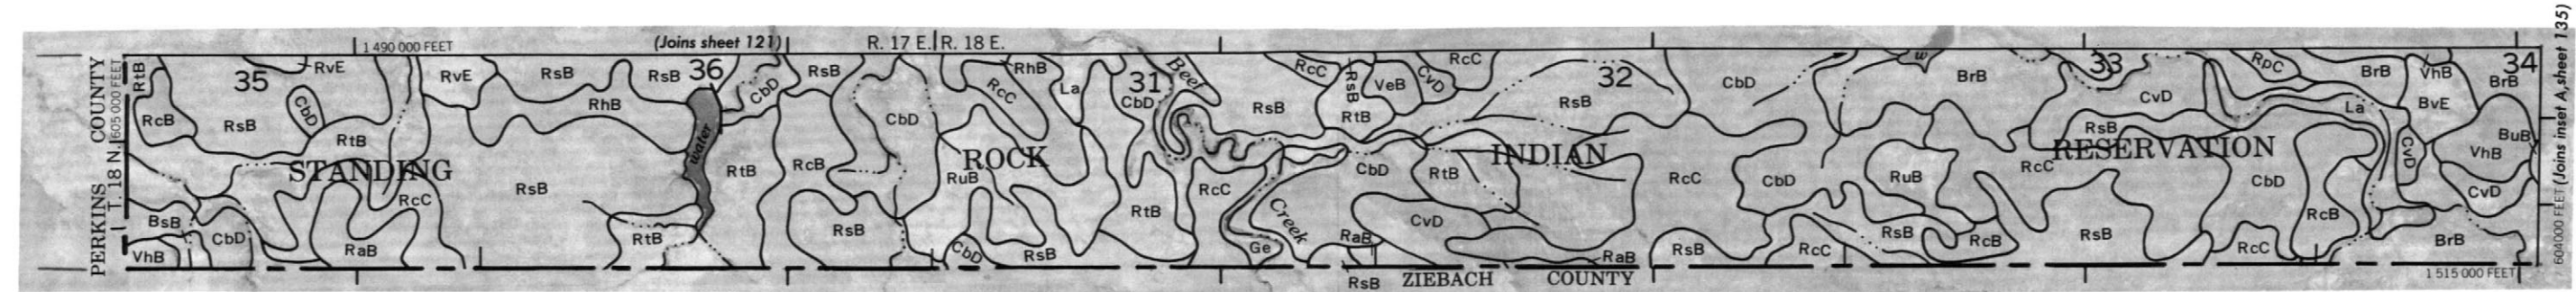 1 490 000 FEET
(Joins sheet 121)
R. 17 E. R. 18 E.
PERKINS COUNTY
T. 18 N.
605 000 FEET
RtB
35
RvE
RvE
RsB
RsB
36
CbD
RsB
RhB
RcC
La
31
CbD
Beef
RcC
RsB
VeB
CvD
RcC
32
CbD
w
BrB
33
RpC
BrB
VhB
34
BrB
RcB
RsB
CbD
RhB
RtB
CbD
RsB
RtB
RsB
CvD
La
BvE
BuB
STANDING
ROCK
INDIAN
RESERVATION
RsB
water
RtB
RcB
RuB
RcC
CbD
RtB
RcC
CbD
RuB
RcC
CbD
CvD
VhB
CvD
RsB
RcC
BsB
CbD
VhB
RaB
RtB
RsB
CbD
RsB
RtB
Creek
Ge
RaB
CvD
RaB
RsB
RcC
RsB
RcB
RsB
RcC
RcB
BrB
RsB
ZIEBACH COUNTY
1 515 000 FEET
604 000 FEET
(Joins inset A, sheet 135)